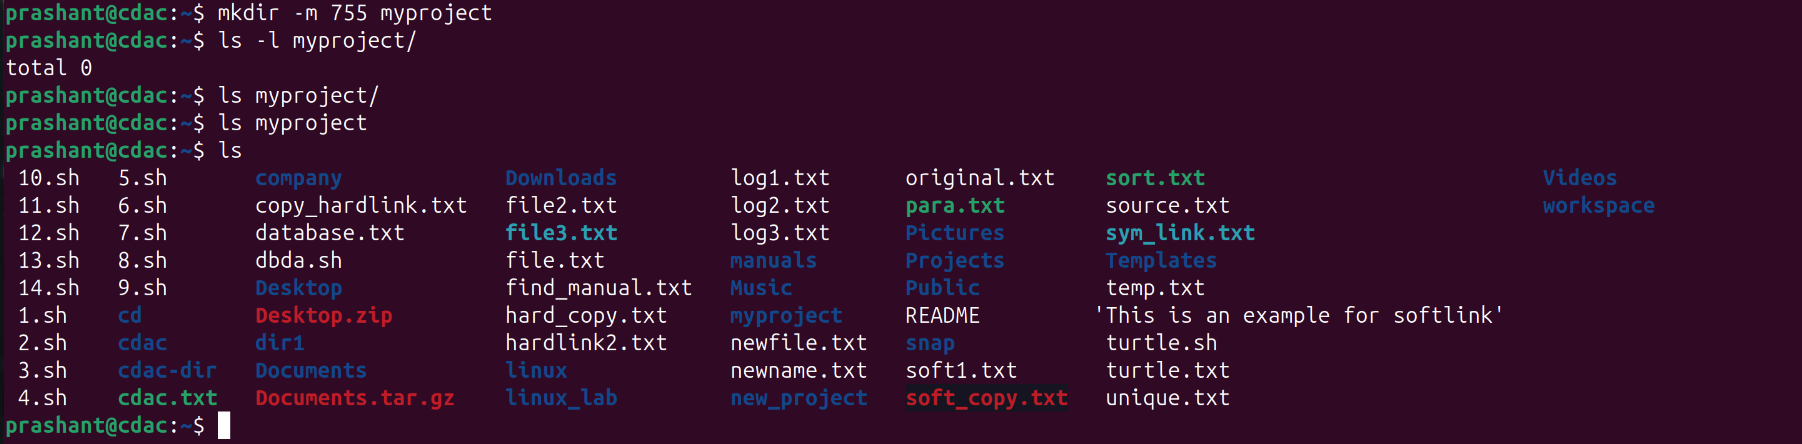 prashant@cdac:~$ mkdir -m 755 myproject
prashant@cdac:~$ ls -l myproject/
total 0
prashant@cdac:~$ ls myproject/
prashant@cdac:~$ ls myproject
prashant@cdac:~$ ls
10.sh 5.sh company Downloads log1.txt original.txt sort.txt Videos
11.sh 6.sh copy_hardlink.txt file2.txt log2.txt para.txt source.txt workspace
12.sh 7.sh database.txt file3.txt log3.txt Pictures sym_link.txt
13.sh 8.sh dbda.sh file.txt manuals Projects Templates
14.sh 9.sh Desktop find_manual.txt Music Public temp.txt
1.sh cd Desktop.zip hard_copy.txt myproject README 'This is an example for softlink'
2.sh cdac dir1 hardlink2.txt newfile.txt snap turtle.sh
3.sh cdac-dir Documents linux newname.txt soft1.txt turtle.txt
4.sh cdac.txt Documents.tar.gz linux_lab new_project soft_copy.txt unique.txt
prashant@cdac:~$